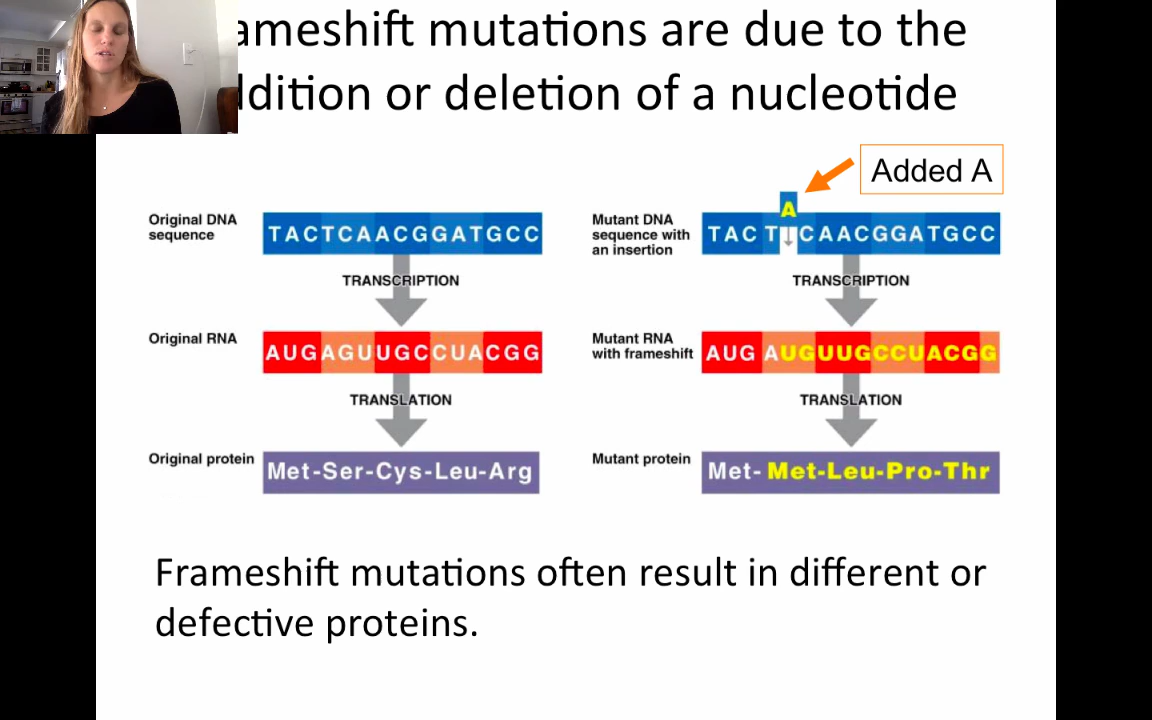 ameshift mutations are due to the
ddition or deletion of a nucleotide
Added A
Original DNA
sequence
TACTCAACGGATGCC
Mutant DNA
sequence with
an insertion
A
TAC T CAACGGATGCC
TRANSCRIPTION
TRANSCRIPTION
Original RNA
AUGAGUUGCCUACGG
Mutant RNA
with frameshift
AUG AUGUUGCCUACGG
TRANSLATION
TRANSLATION
Original protein
Met-Ser-Cys-Leu-Arg
Mutant protein
Met- Met-Leu-Pro-Thr
Frameshift mutations often result in different or
defective proteins.